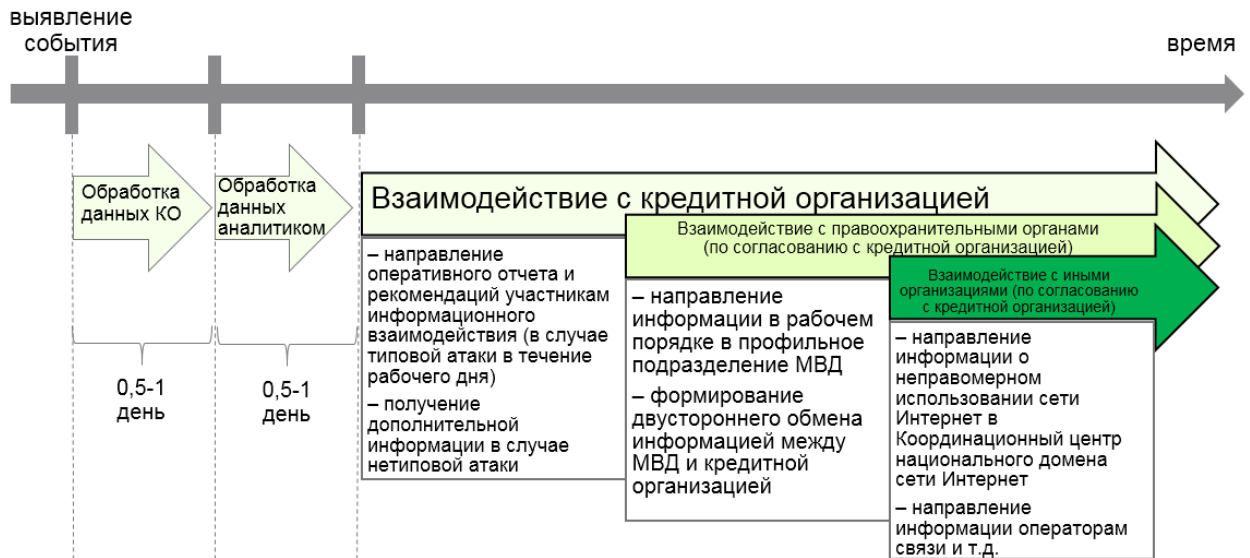 выявление
события
время
Обработка
данных КО
Обработка
данных
аналитиком
0,5-1
день
0,5-1
день
Взаимодействие с кредитной организацией
– направление
оперативного отчета и
рекомендаций участникам
информационного
взаимодействия (в случае
типовой атаки в течение
рабочего дня)
– получение
дополнительной
информации в случае
нетиповой атаки
Взаимодействие с правоохранительными органами
(по согласованию с кредитной организацией)
– направление
информации в рабочем
порядке в профильное
подразделение МВД
– формирование
двустороннего обмена
информацией между
МВД и кредитной
организацией
Взаимодействие с иными
организациями (по согласованию
с кредитной организацией)
– направление
информации о
неправомерном
использовании сети
Интернет в
Координационный центр
национального домена
сети Интернет
– направление
информации операторам
связи и т.д.